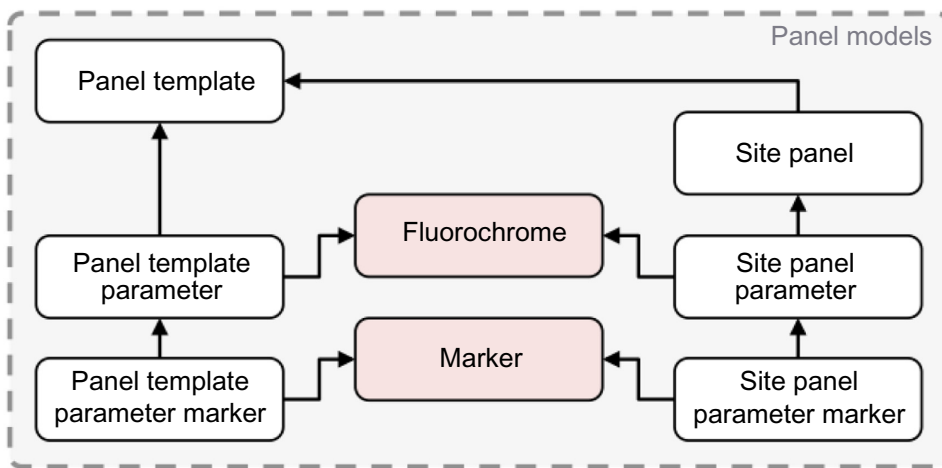 Panel models
Panel template
Site panel
Fluorochrome
Panel template
parameter
Site panel
parameter
Marker
Panel template
parameter marker
Site panel
parameter marker